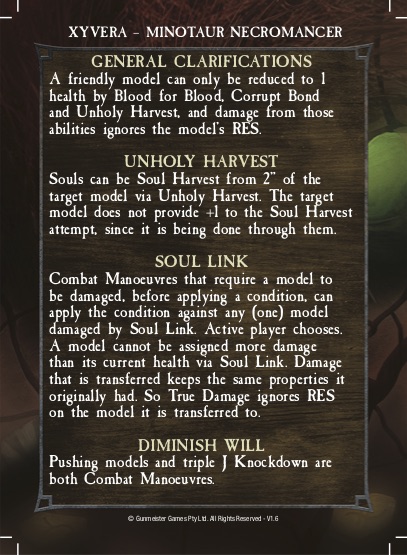 XYVERA – MINOTAUR NECROMANCER
GENERAL CLARIFICATIONS
A friendly model can only be reduced to 1
health by Blood for Blood, Corrupt Bond
and Unholy Harvest, and damage from those
abilities ignores the model's RES.
UNHOLY HARVEST
Souls can be Soul Harvest from 2" of the
target model via Unholy Harvest. The target
model does not provide +1 to the Soul Harvest
attempt, since it is being done through them.
SOUL LINK
Combat Manoeuvres that require a model to
be damaged, before applying a condition, can
apply the condition against any (one) model
damaged by Soul Link. Active player chooses.
A model cannot be assigned more damage
than its current health via Soul Link. Damage
that is transferred keeps the same properties it
originally had. So True Damage ignores RES
on the model it is transferred to.
DIMINISH WILL
Pushing models and triple J Knockdown are
both Combat Manoeuvres.
© Gunmeister Games Pty Ltd. All Rights Reserved - V1.6